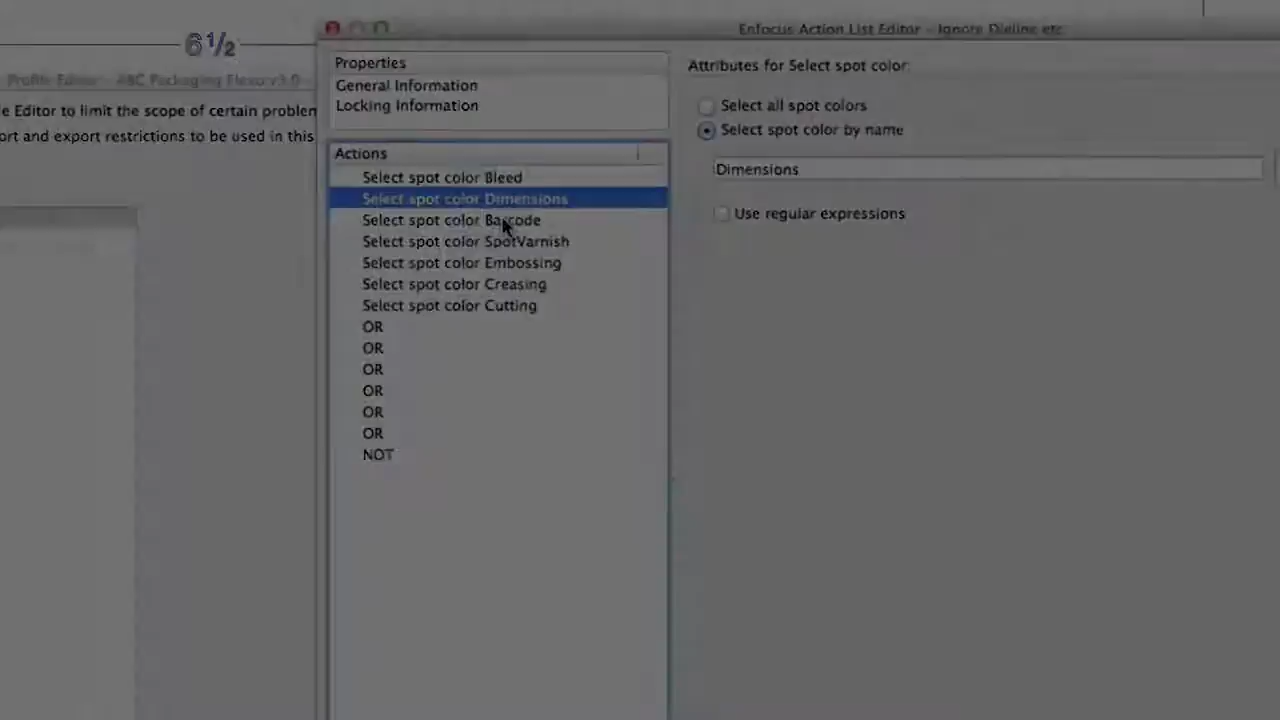 6½
Enfocus Action List Editor - Ignore Dieline etc.
Profile Editor - ABC Packaging Flexo v3.0 -
e Editor to limit the scope of certain problem
ort and export restrictions to be used in this
Properties
General Information
Locking Information
Actions
Select spot color Bleed
Select spot color Dimensions
Select spot color Barcode
Select spot color SpotVarnish
Select spot color Embossing
Select spot color Creasing
Select spot color Cutting
OR
OR
OR
OR
OR
OR
NOT
Attributes for Select spot color:
Select all spot colors
Select spot color by name
Dimensions
Use regular expressions